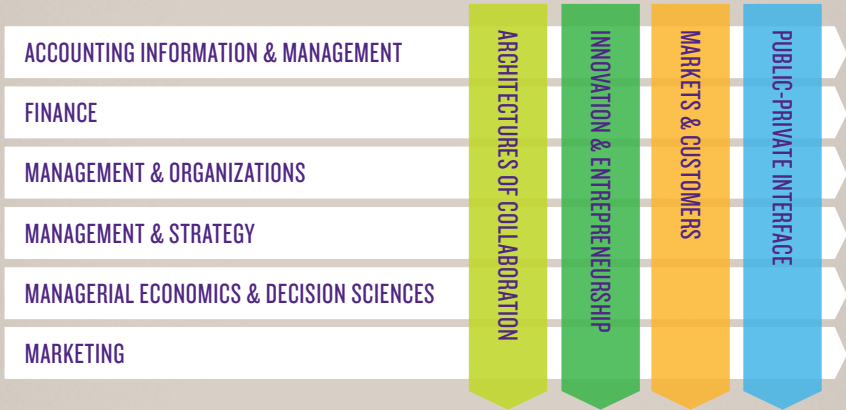 ACCOUNTING INFORMATION & MANAGEMENT
FINANCE
MANAGEMENT & ORGANIZATIONS
MANAGEMENT & STRATEGY
MANAGERIAL ECONOMICS & DECISION SCIENCES
MARKETING
ARCHITECTURES OF COLLABORATION
INNOVATION & ENTREPRENEURSHIP
MARKETS & CUSTOMERS
PUBLIC-PRIVATE INTERFACE